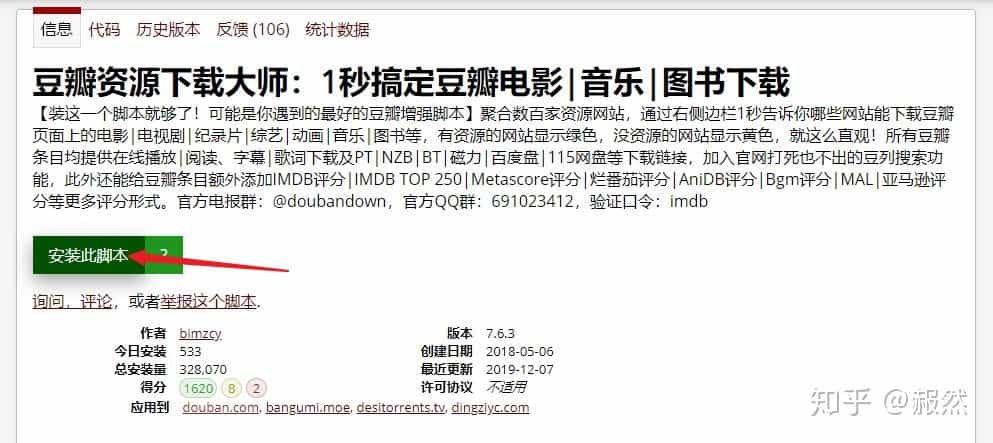 信息 代码 历史版本 反馈 (106) 统计数据
豆瓣资源下载大师：1秒搞定豆瓣电影|音乐|图书下载
【装这一个脚本就够了！可能是你遇到的最好的豆瓣增强脚本】聚合数百家资源网站，通过右侧边栏1秒告诉你哪些网站能下载豆瓣
页面上的电影|电视剧|纪录片|综艺|动画|音乐|图书等，有资源的网站显示绿色，没资源的网站显示黄色，就这么直观！所有豆瓣
条目均提供在线播放|阅读、字幕|歌词下载及PT|NZB|BT|磁力|百度盘|115网盘等下载链接，加入官网打死也不出的豆列搜索功
能，此外还能给豆瓣条目额外添加IMDB评分|IMDB TOP 250|Metascore评分|烂番茄评分|AniDB评分|Bgm评分|MAL|亚马逊评
分等更多评分形式。官方电报群：@doubandown，官方QQ群：691023412，验证口令：imdb
安装此脚本 ?
询问，评论，或者举报这个脚本.
作者 bimzcy 版本 7.6.3
今日安装 533 创建日期 2018-05-06
总安装量 328,070 最近更新 2019-12-07
得分 1620 8 2 许可协议 不适用
应用到 douban.com, bangumi.moe, desitorrents.tv, dingziyc.com
知乎 @赧然